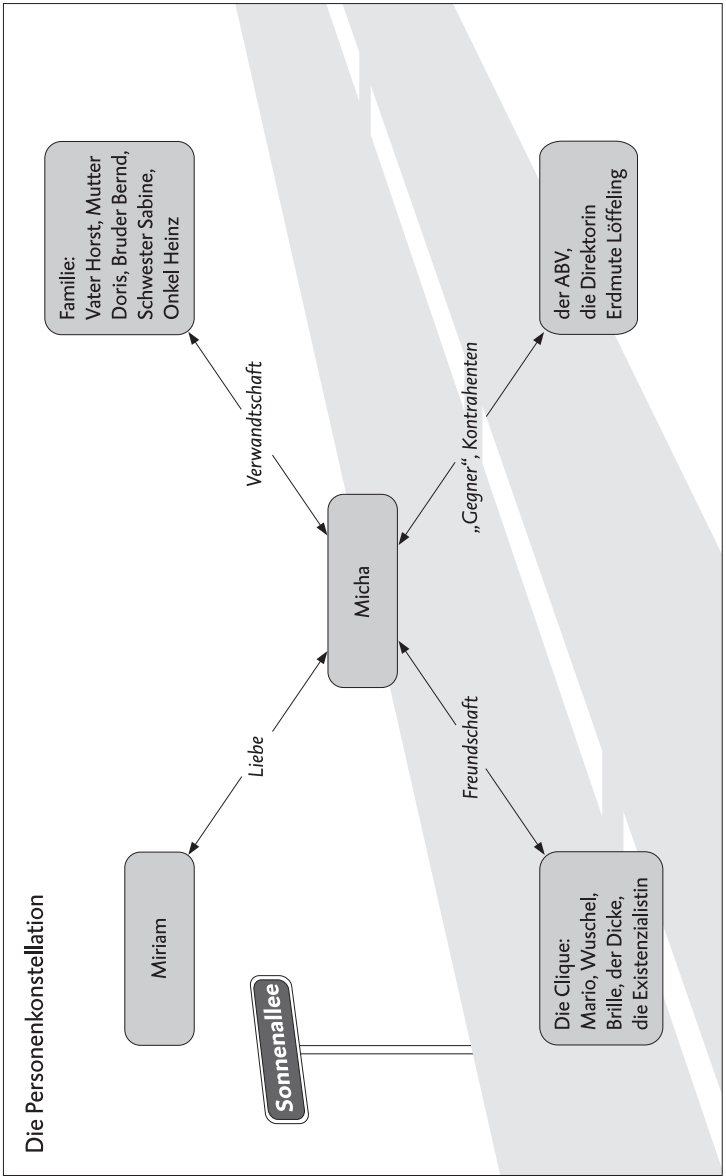 Die Personenkonstellation
Miriam
Familie:
Vater Horst, Mutter
Doris, Bruder Bernd,
Schwester Sabine,
Onkel Heinz
Liebe
Verwandtschaft
Sonnenallee
Micha
Freundschaft
„Gegner“, Kontrahenten
Die Clique:
Mario, Wuschel,
Brille, der Dicke,
die Existenzialistin
der ABV,
die Direktorin
Erdmute Löffeling